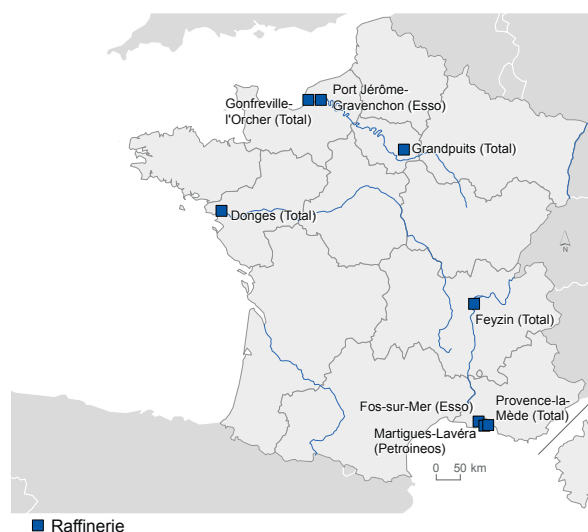 Port Jérôme-
Gravenchon (Esso)
Gonfreville-
l'Orcher (Total)
Grandpuits (Total)
Donges (Total)
N
Feyzin (Total)
Provence-la-
Mède (Total)
Fos-sur-Mer (Esso)
Martigues-Lavéra
(Petroineos)
0 50 km
Raffinerie